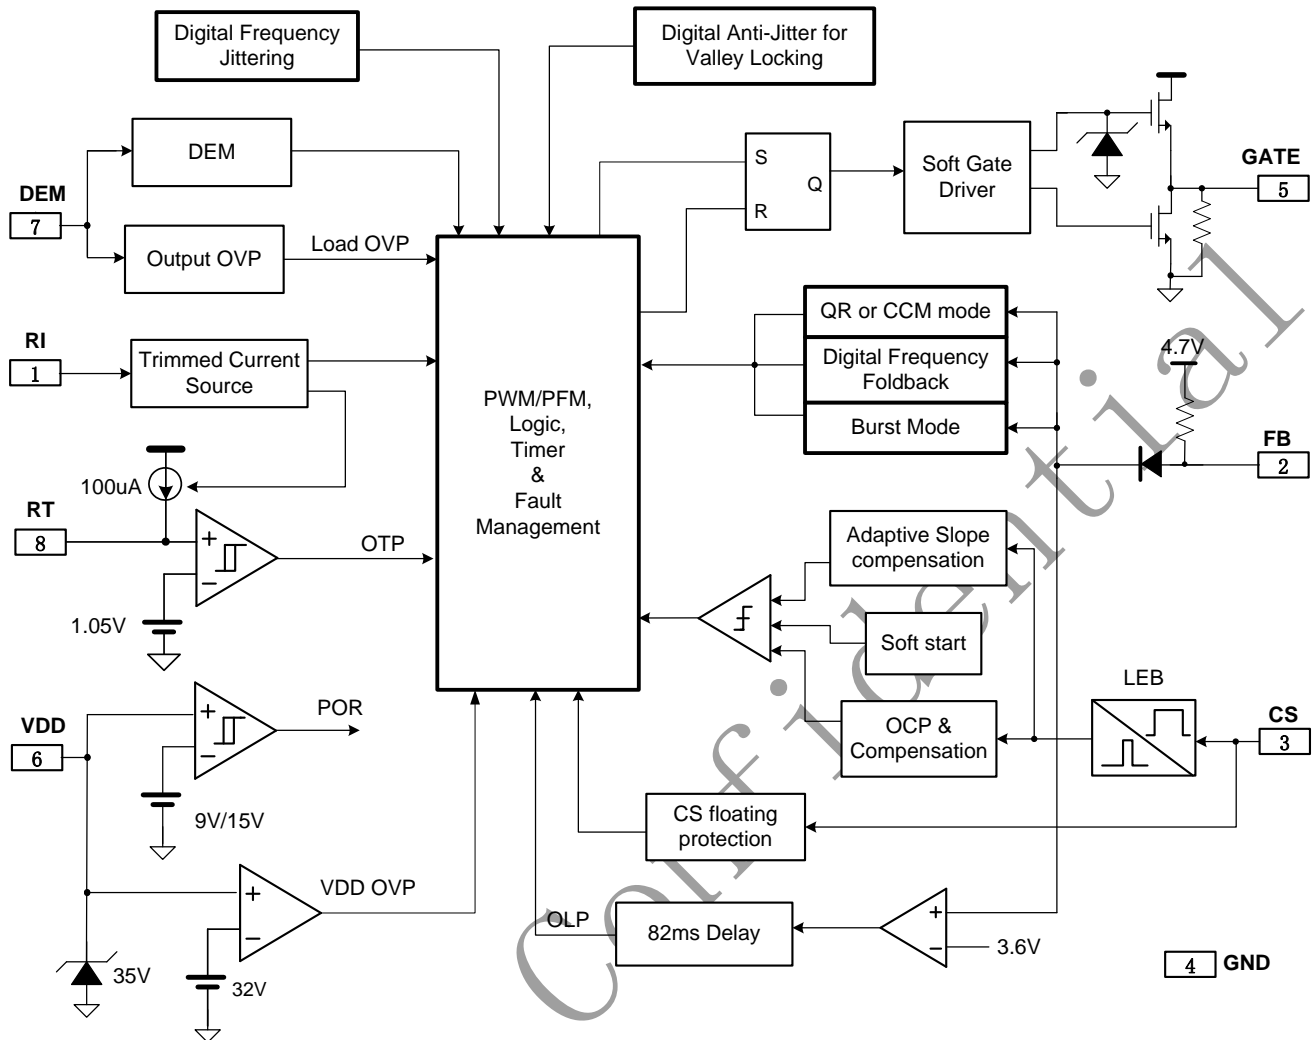 Digital Frequency
Jittering
Digital Anti-Jitter for
Valley Locking
DEM
7
DEM
Output OVP
Load OVP
S
R
Q
Soft Gate
Driver
GATE
5
RI
1
Trimmed Current
Source
100uA
RT
8
+
−
OTP
1.05V
PWM/PFM,
Logic,
Timer
&
Fault
Management
QR or CCM mode
Digital Frequency
Foldback
Burst Mode
4.7V
FB
2
Adaptive Slope
compensation
Soft start
OCP &
Compensation
LEB
CS
3
VDD
6
+
−
POR
9V/15V
CS floating
protection
+
−
VDD OVP
35V
32V
OLP
82ms Delay
+
−
3.6V
4
GND
Confidential